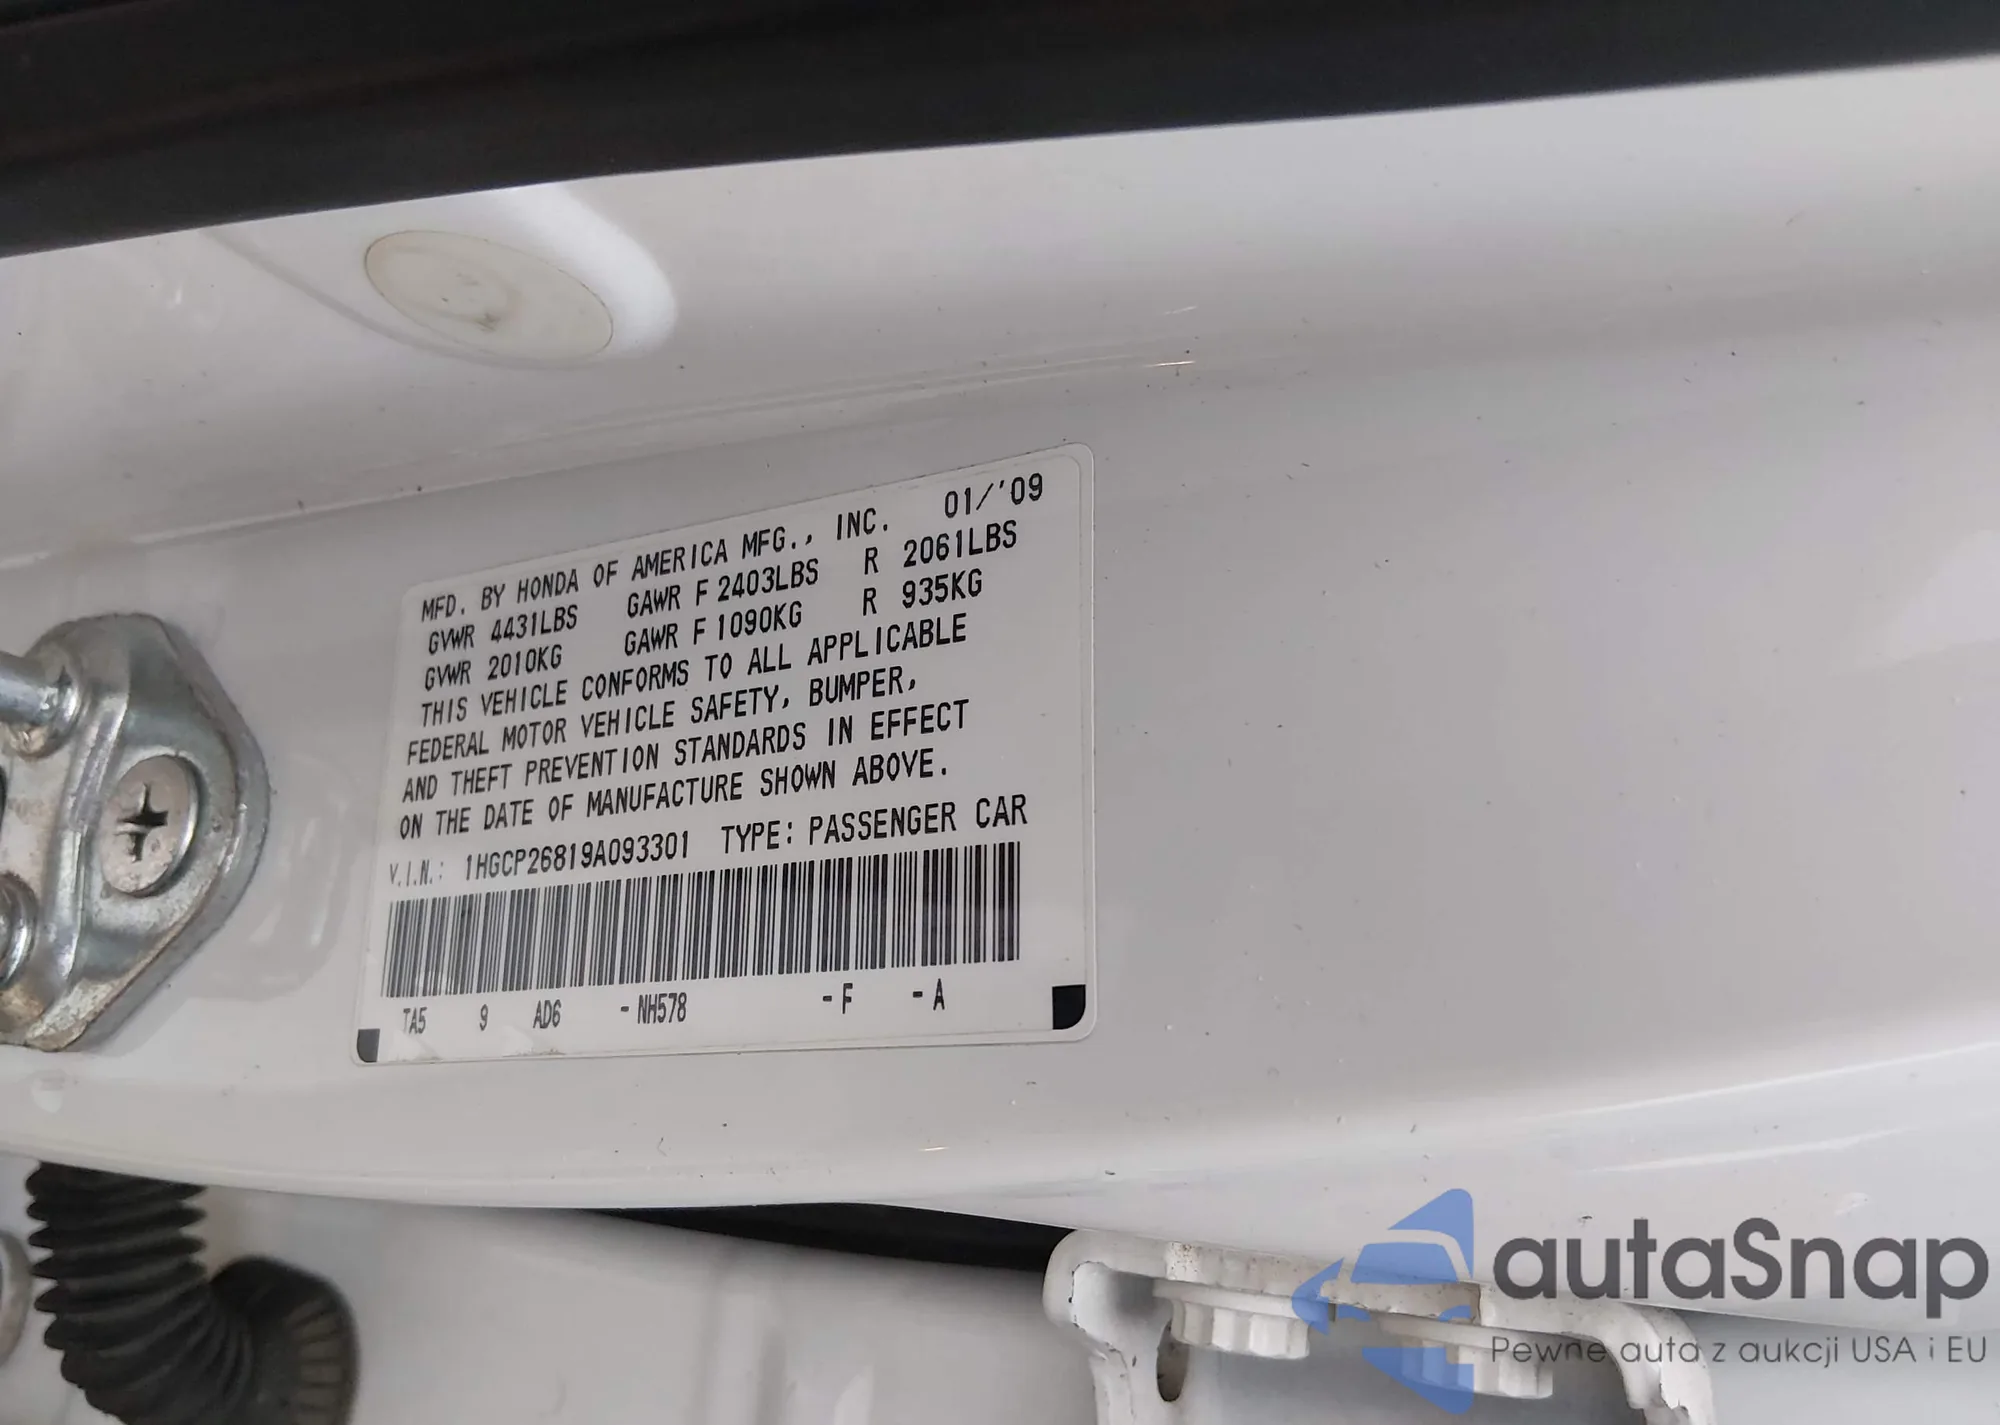 MFD. BY HONDA OF AMERICA MFG., INC. 01/'09
GVWR 4431LBS GAWR F 2403LBS R 2061LBS
GVWR 2010KG GAWR F 1090KG R 935KG
THIS VEHICLE CONFORMS TO ALL APPLICABLE
FEDERAL MOTOR VEHICLE SAFETY, BUMPER,
AND THEFT PREVENTION STANDARDS IN EFFECT
ON THE DATE OF MANUFACTURE SHOWN ABOVE.
V.I.N.: 1HGCP26819A093301 TYPE: PASSENGER CAR
TA5 9 AD6 -NH578 -F -A
autaSnap
Pewne auta z aukcji USA i EU